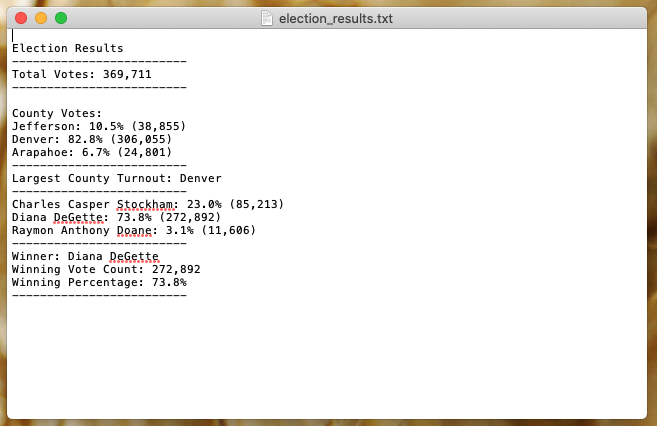 election_results.txt
Election Results
-------------------------
Total Votes: 369,711
-------------------------
County Votes:
Jefferson: 10.5% (38,855)
Denver: 82.8% (306,055)
Arapahoe: 6.7% (24,801)
-------------------------
Largest County Turnout: Denver
-------------------------
Charles Casper Stockham: 23.0% (85,213)
Diana DeGette: 73.8% (272,892)
Raymon Anthony Doane: 3.1% (11,606)
-------------------------
Winner: Diana DeGette
Winning Vote Count: 272,892
Winning Percentage: 73.8%
-------------------------